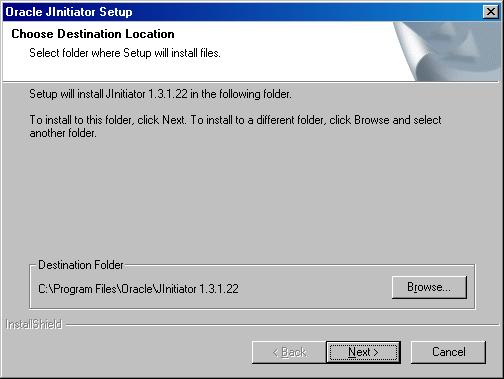 Oracle JInitiator Setup
Choose Destination Location
Select folder where Setup will install files.
Setup will install JInitiator 1.3.1.22 in the following folder.
To install to this folder, click Next. To install to a different folder, click Browse and select
another folder.
Destination Folder
C:\Program Files\Oracle\JInitiator 1.3.1.22
Browse...
InstallShield
< Back
Next >
Cancel